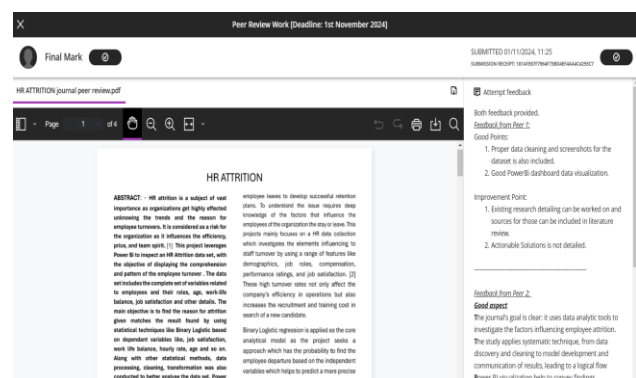 Peer Review Work [Deadline: 1st November 2024]
Final Mark
SUBMITTED 01/11/2024, 11:25
SUBMISSION RECEIPT:
HR ATTRITION journal peer review.pdf
Attempt feedback
Page 1 of 4
Both feedback provided.
Feedback from Peer 1:
Good Points:
1. Proper data cleaning and screenshots for the
dataset is also included.
2. Good PowerBi dashboard data visualization.
Improvement Point:
1. Existing research detailing can be worked on and
sources for those can be included in literature
review.
2. Actionable Solutions is not detailed.
Feedback from Peer 2:
Good aspect
The journal's goal is clear: it uses data analytic tools to
investigate the factors influencing employee attrition.
The study applies systematic technique, from data
discovery and cleaning to model development and
communication of results, leading to a logical flow
Power BI visualization help to convey findings
HR ATTRITION
ABSTRACT: - HR attrition is a subject of vast
importance as organizations get highly effected
unknowing the trends and the reason for
employee turnovers. It is considered as a risk for
the organization as it influences the efficiency,
price, and team spirit. [1] This project leverages
Power BI to inspect an HR Attrition data set, with
the objective of displaying the comprehension
and pattern of the employee turnover . The data
set includes the complete set of variables related
to employees and their roles, age, work-life
balance, job satisfaction and other details. The
main objective is to find the reason for attrition
given matches the result found by using
statistical techniques like Binary Logistic based
on dependent variables like, job satisfaction,
work life balance, hourly rate, age and so on.
Along with other statistical methods, data
processing, cleaning, transformation was also
conducted to better analyse the data set. Power
employee leaves to develop successful retention
plans. To understand the issue requires deep
knowledge of the factors that influence the
employees of the organization the stay or leave. This
projects mainly focuses on a HR data collection
which investigates the elements influencing to
staff turnover by using a range of features like
demographics, job roles, compensation,
performance ratings, and job satisfaction. [2]
These high turnover rates not only affect the
company's efficiency in operations but also
increases the recruitment and training cost in
search of a new candidate.
Binary Logistic regression is applied as the core
analytical model as the project seeks a
approach which has the probability to find the
employee departure based on the independent
variables which helps to predict a more precise